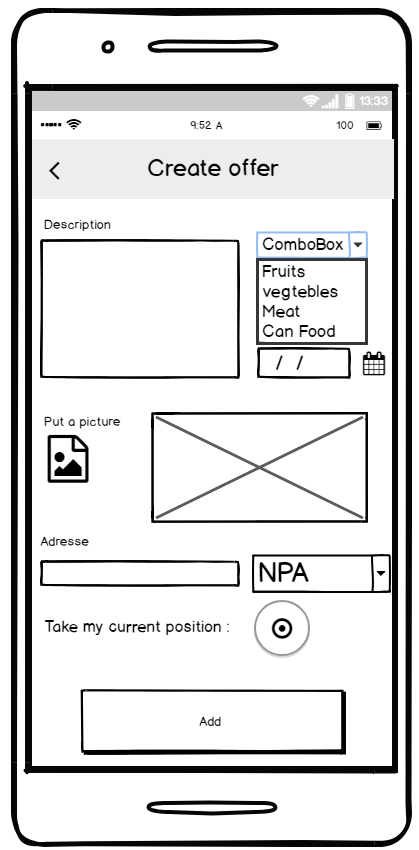 13:33
9:52 A
100
Create offer
Description
ComboBox
Fruits
vegtebles
Meat
Can Food
/ /
Put a picture
Adresse
NPA
Take my current position :
Add